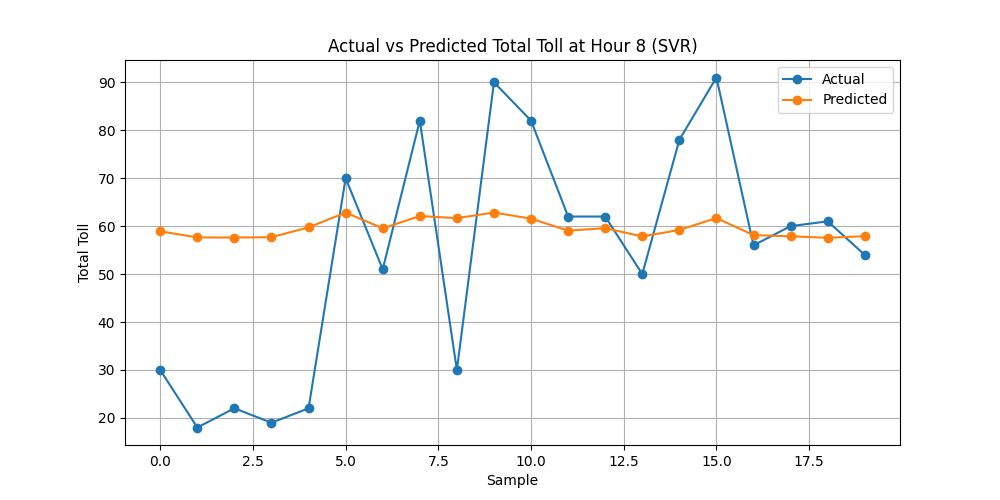 Actual vs Predicted Total Toll at Hour 8 (SVR)
Actual
Predicted
90
80
70
60
50
40
30
20
Total Toll
0.0 2.5 5.0 7.5 10.0 12.5 15.0 17.5
Sample